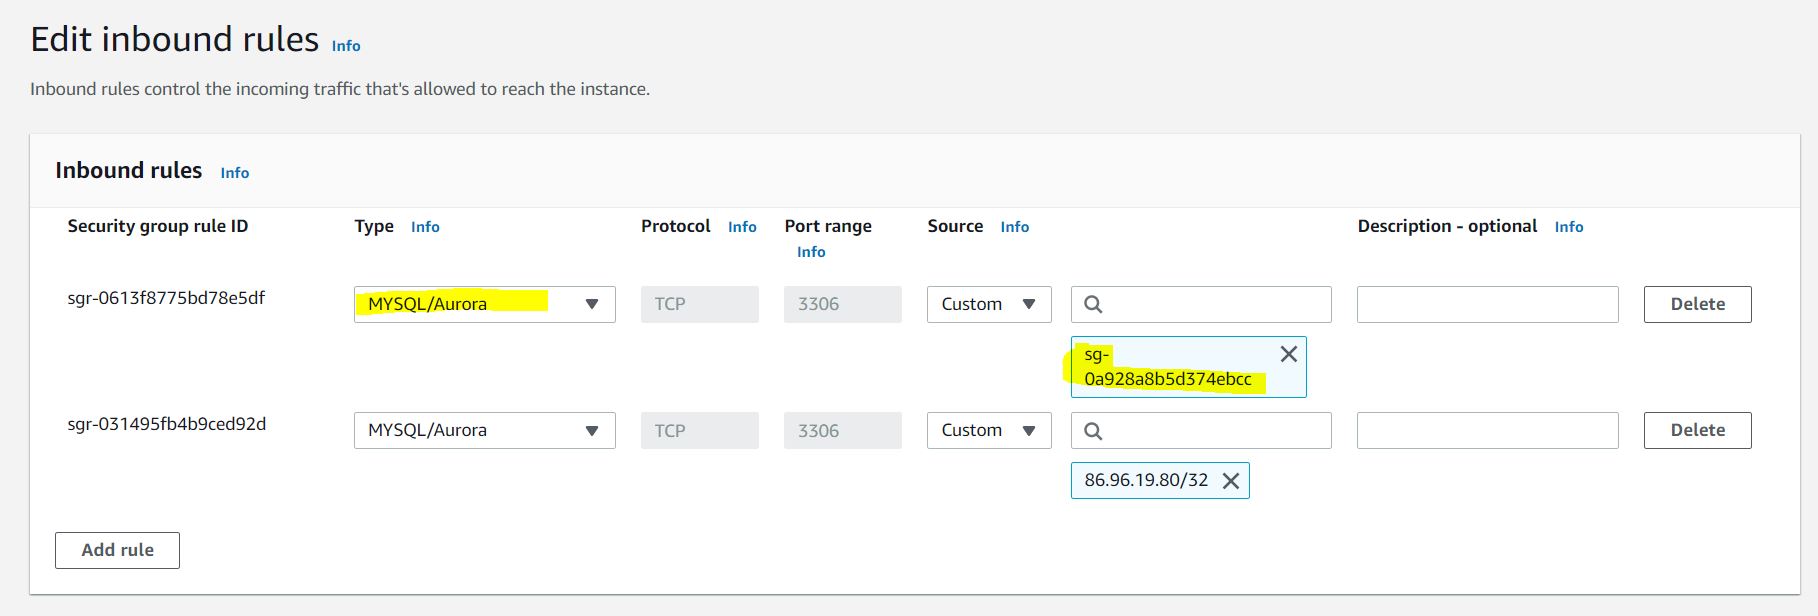 Edit inbound rules Info
Inbound rules control the incoming traffic that's allowed to reach the instance.
Inbound rules Info
Security group rule ID Type Info Protocol Info Port range Info Source Info Description - optional Info
sgr-0613f8775bd78e5df MYSQL/Aurora TCP 3306 Custom Delete
sg-
0a928a8b5d374ebcc
sgr-031495fb4b9ced92d MYSQL/Aurora TCP 3306 Custom Delete
86.96.19.80/32
Add rule